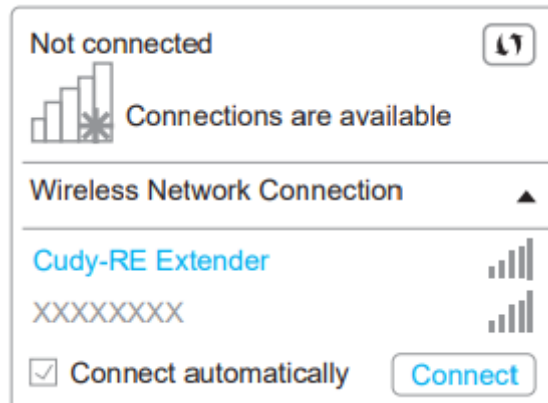 Not connected
Connections are available
Wireless Network Connection
Cudy-RE Extender
XXXXXXXX
Connect automatically
Connect